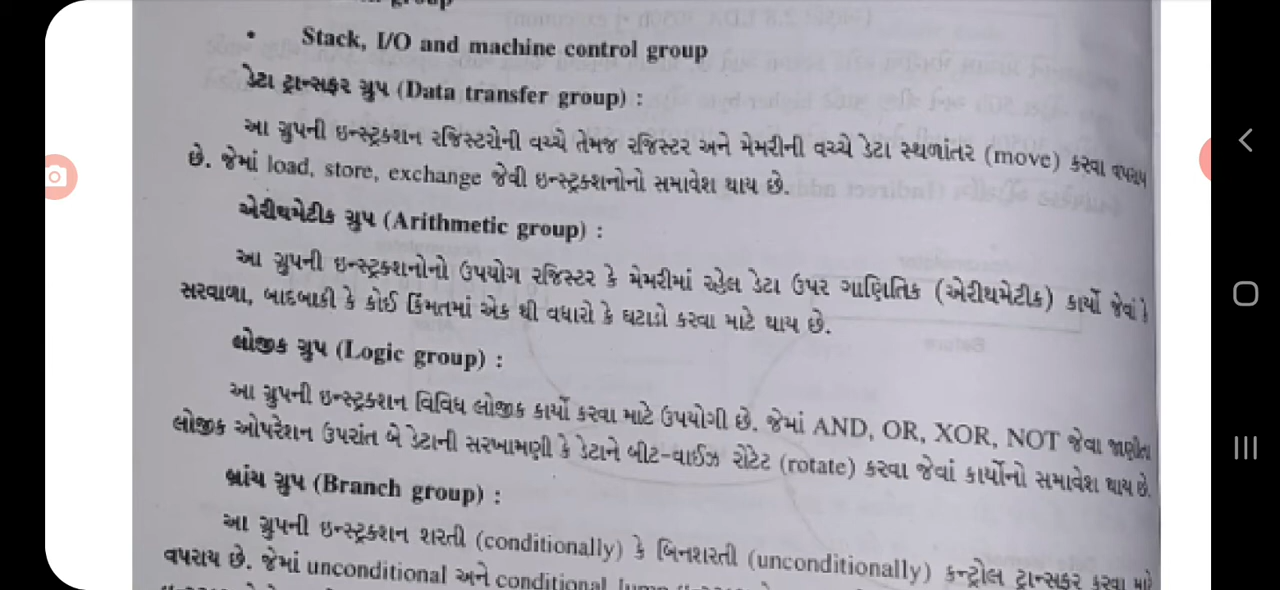 group
• Stack, I/O and machine control group
ડેટા ટ્રાન્સફર ગ્રુપ (Data transfer group) :
આ ગ્રુપની ઇન્સ્ટ્રક્શન રજિસ્ટરોની વચ્ચે તેમજ રજિસ્ટર અને મેમરીની વચ્ચે ડેટા સ્થળાંતર (move) કરવા વપરાય
છે. જેમાં load, store, exchange જેવી ઇન્સ્ટ્રક્શનોનો સમાવેશ થાય છે.
એરીથમેટીક ગ્રુપ (Arithmetic group) :
આ ગ્રુપની ઇન્સ્ટ્રક્શનોનો ઉપયોગ રજિસ્ટર કે મેમરીમાં રહેલ ડેટા ઉપર ગાણિતિક (એરીથમેટીક) કાર્યો જેવાં
સરવાળા, બાદબાકી કે કોઈ કિંમતમાં એક થી વધારો કે ઘટાડો કરવા માટે થાય છે.
લોજીક ગ્રુપ (Logic group) :
આ ગ્રુપની ઇન્સ્ટ્રક્શન વિવિધ લોજીક કાર્યો કરવા માટે ઉપયોગી છે. જેમાં AND, OR, XOR, NOT જેવા જાણીતા
લોજીક ઓપરેશન ઉપરાંત બે ડેટાની સરખામણી કે ડેટાને બીટ-વાઈઝ રોટેટ (rotate) કરવા જેવાં કાર્યોનો સમાવેશ થાય છે.
બ્રાંચ ગ્રુપ (Branch group) :
આ ગ્રુપની ઇન્સ્ટ્રક્શન શરતી (conditionally) કે બિનશરતી (unconditionally) કન્ટ્રોલ ટ્રાન્સફર કરવા માટે
વપરાય છે. જેમાં unconditional અને conditional Jump